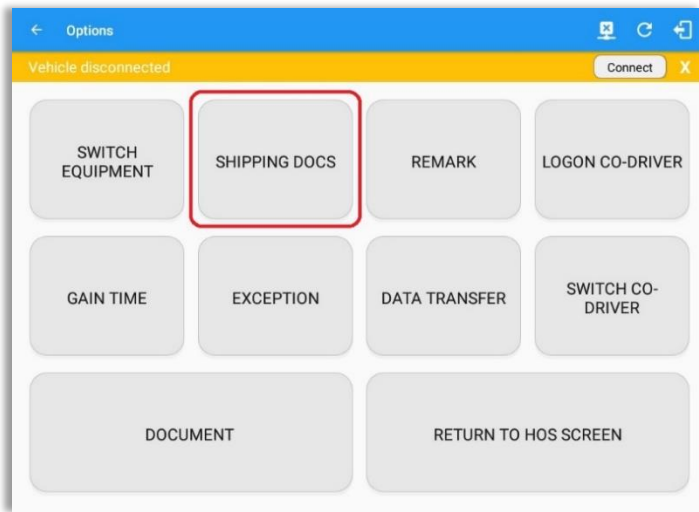 Options
Vehicle disconnected
Connect
X
SWITCH
EQUIPMENT
SHIPPING DOCS
REMARK
LOGON CO-DRIVER
GAIN TIME
EXCEPTION
DATA TRANSFER
SWITCH CO-
DRIVER
DOCUMENT
RETURN TO HOS SCREEN